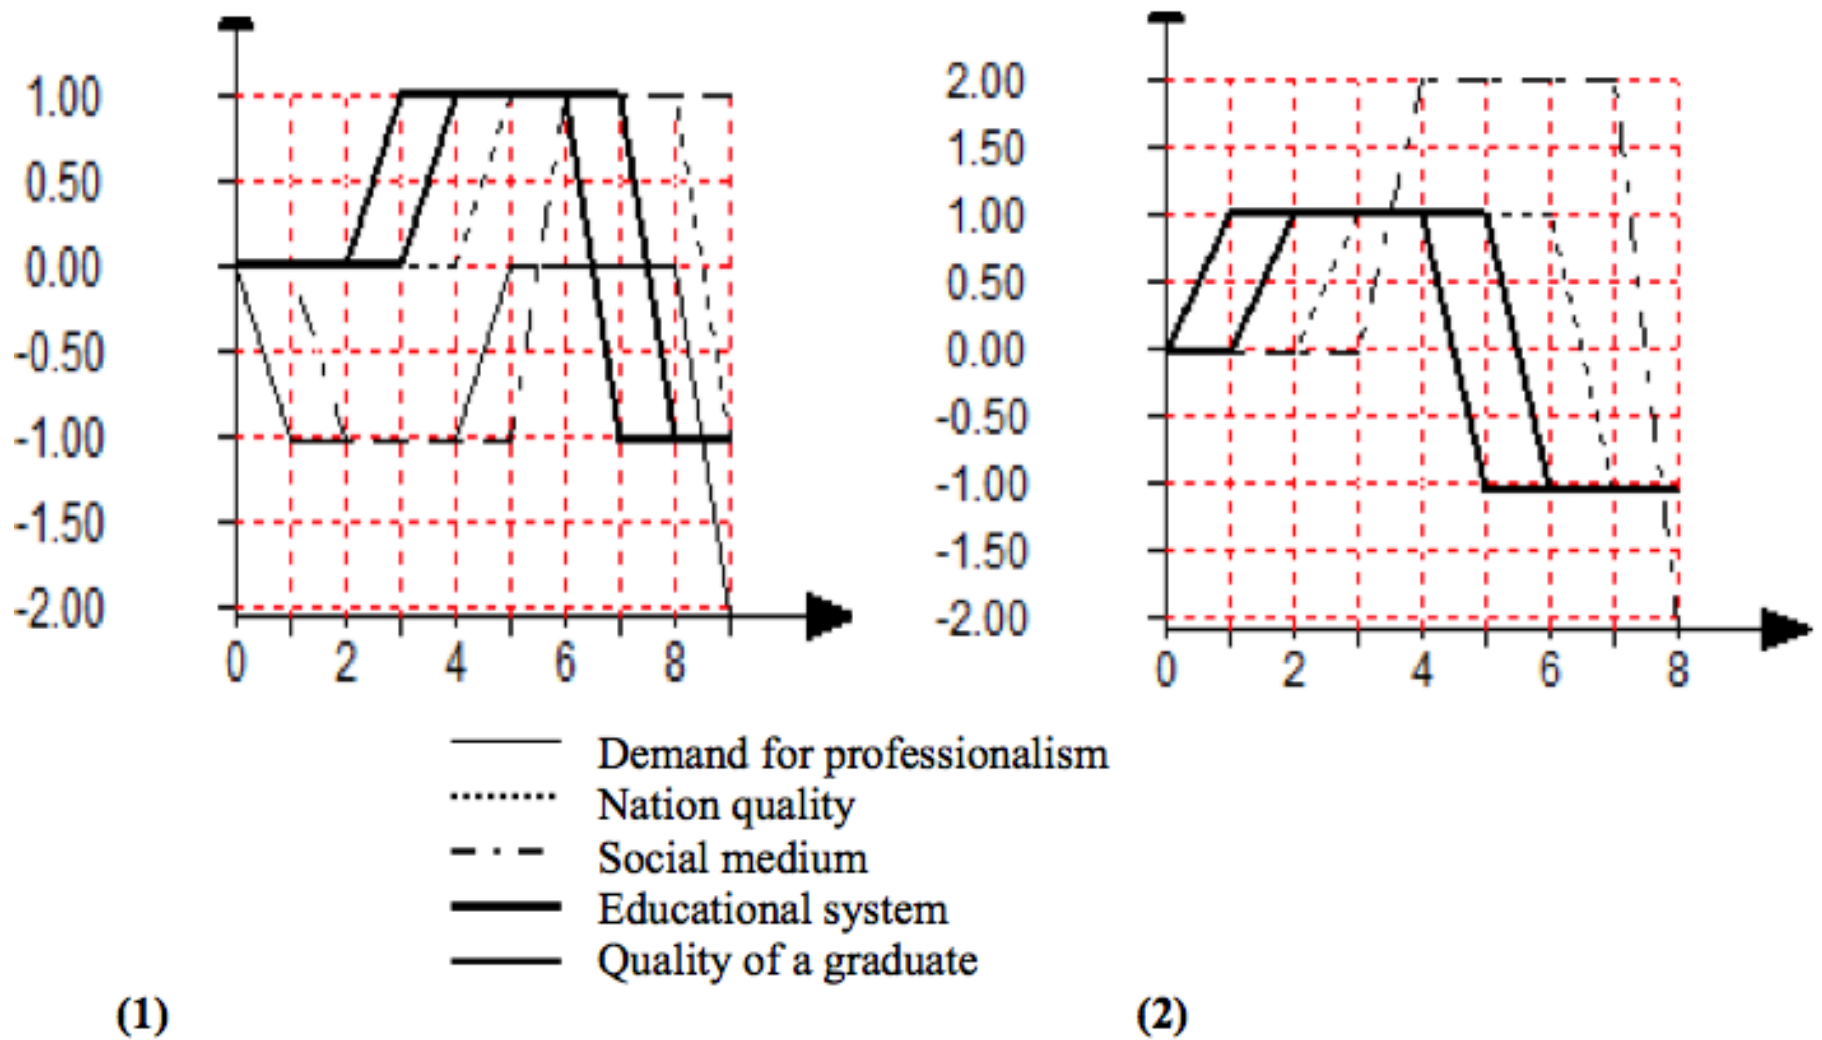 1.00
0.50
0.00
-0.50
-1.00
-1.50
-2.00
0 2 4 6 8
2.00
1.50
1.00
0.50
0.00
-0.50
-1.00
-1.50
-2.00
0 2 4 6 8
Demand for professionalism
Nation quality
Social medium
Educational system
Quality of a graduate
(1)
(2)